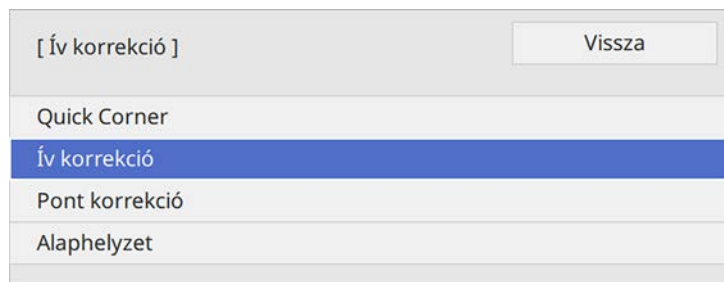 [ Ív korrekció ]
Vissza
Quick Corner
Ív korrekció
Pont korrekció
Alaphelyzet